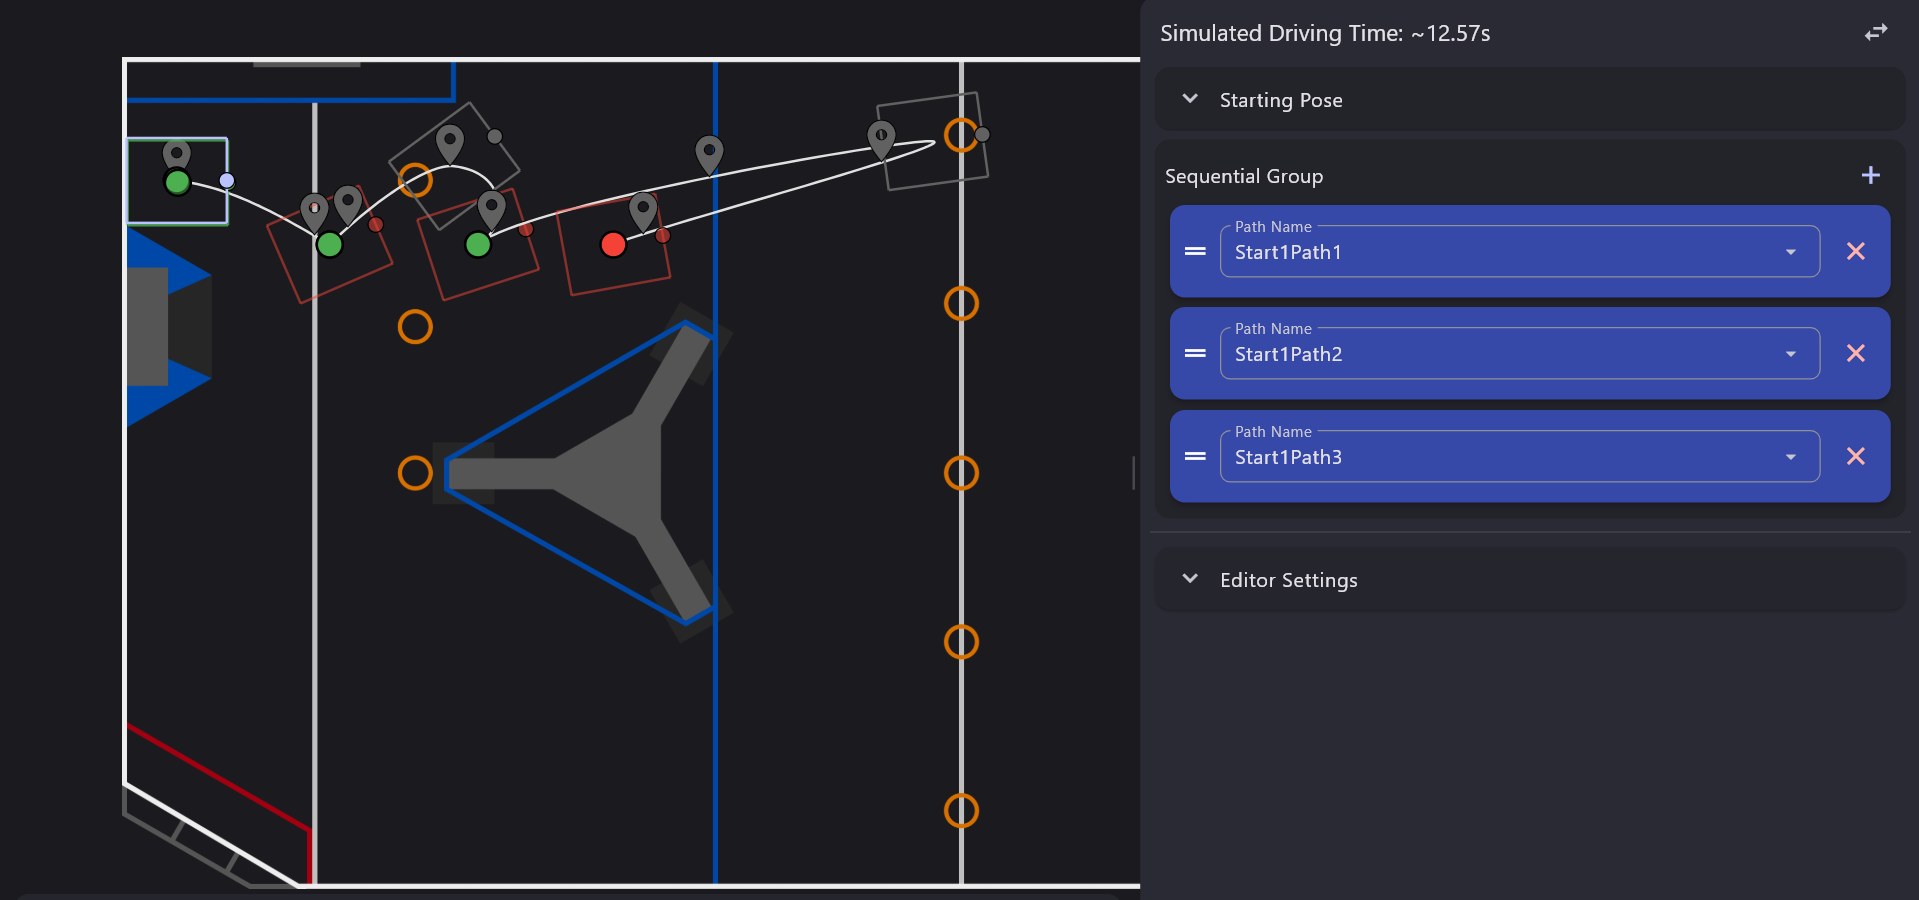 Simulated Driving Time: ~12.57s
Starting Pose
Sequential Group
Path Name
Start1Path1
Path Name
Start1Path2
Path Name
Start1Path3
Editor Settings